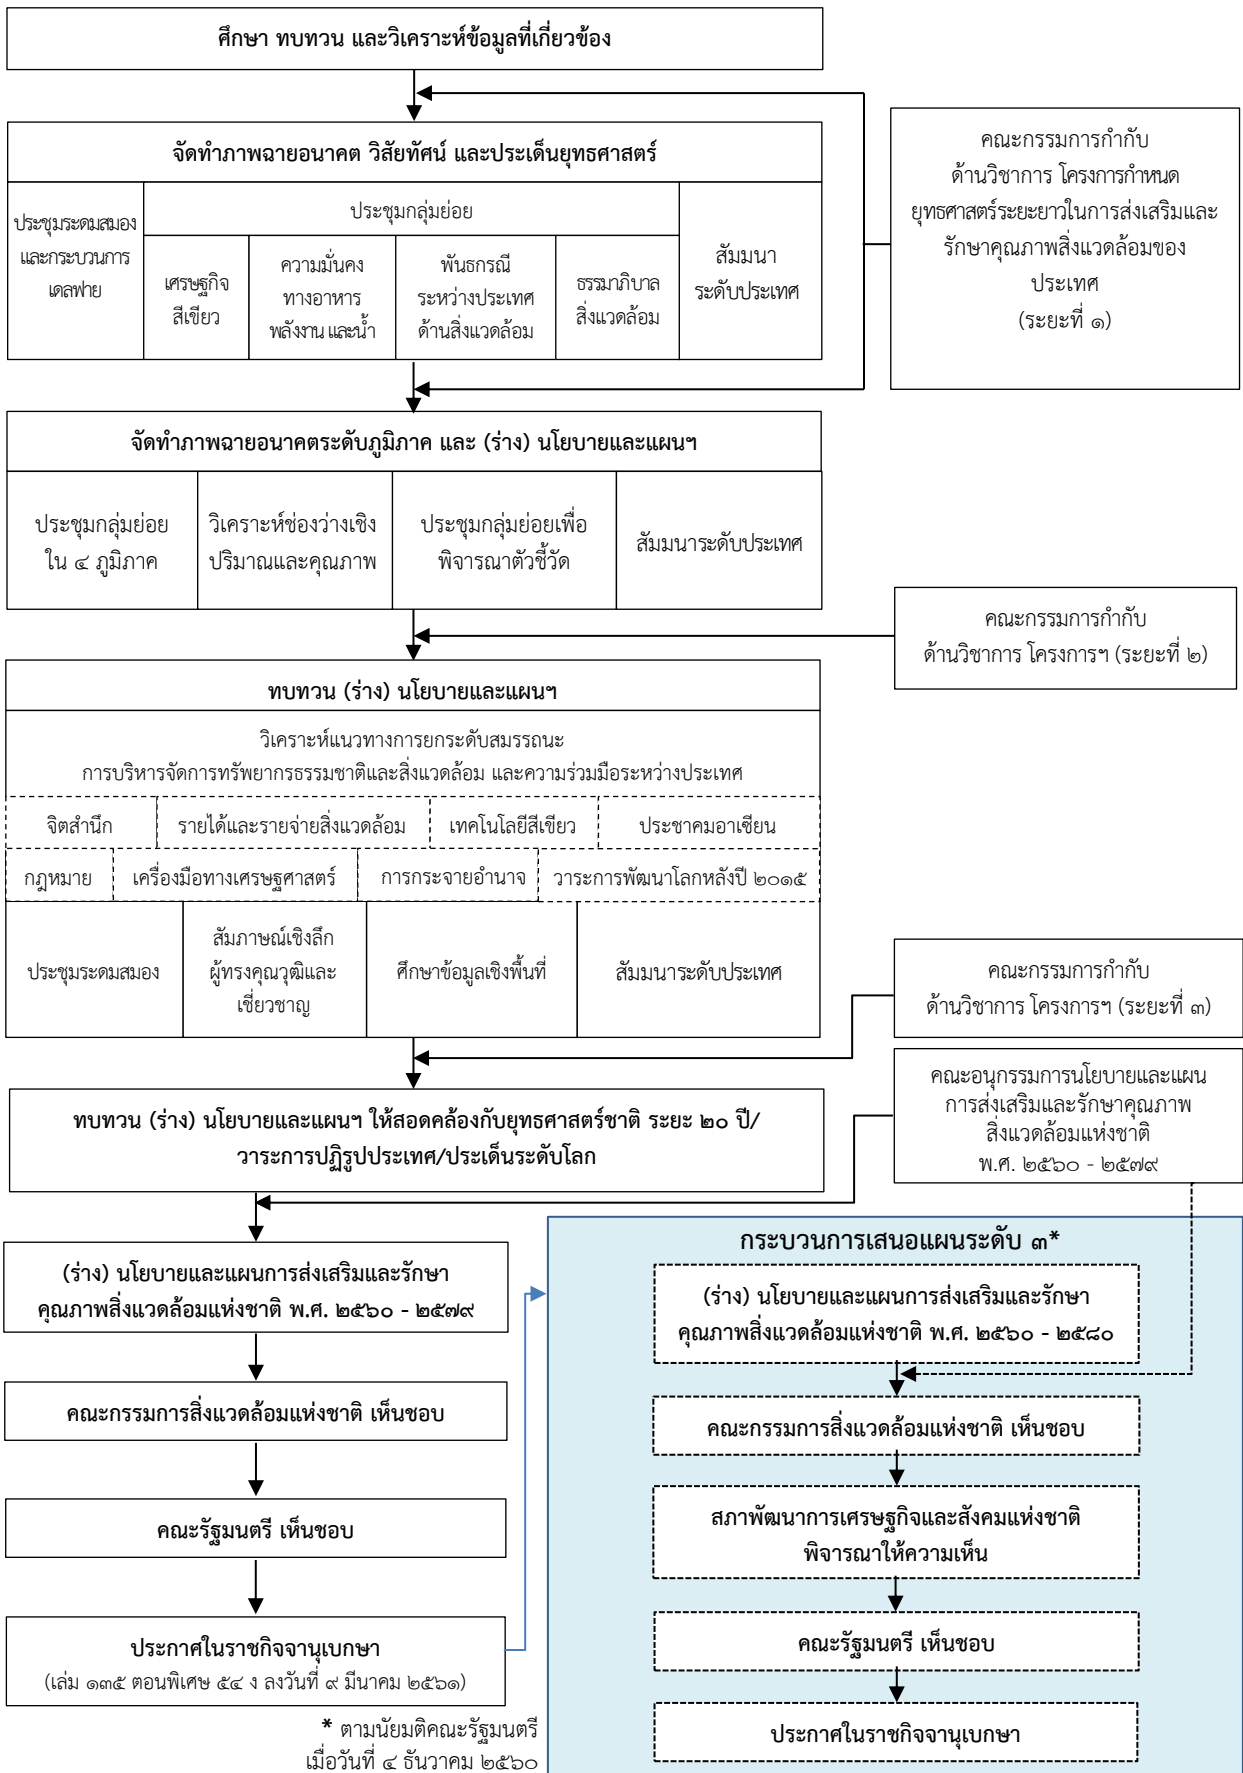 ศึกษา ทบทวน และวิเคราะห์ข้อมูลที่เกี่ยวข้อง
จัดทำภาพฉายอนาคต วิสัยทัศน์ และประเด็นยุทธศาสตร์
ประชุมระดมสมอง
และกระบวนการ
เดลฟาย
ประชุมกลุ่มย่อย
เศรษฐกิจ
สีเขียว
ความมั่นคง
ทางอาหาร
พลังงาน และน้ำ
พันธกรณี
ระหว่างประเทศ
ด้านสิ่งแวดล้อม
ธรรมาภิบาล
สิ่งแวดล้อม
สัมมนา
ระดับประเทศ
คณะกรรมการกำกับ
ด้านวิชาการ โครงการกำหนด
ยุทธศาสตร์ระยะยาวในการส่งเสริมและ
รักษาคุณภาพสิ่งแวดล้อมของ
ประเทศ
(ระยะที่ ๑)
จัดทำภาพฉายอนาคตระดับภูมิภาค และ (ร่าง) นโยบายและแผนฯ
ประชุมกลุ่มย่อย
ใน ๔ ภูมิภาค
วิเคราะห์ช่องว่างเชิง
ปริมาณและคุณภาพ
ประชุมกลุ่มย่อยเพื่อ
พิจารณาตัวชี้วัด
สัมมนาระดับประเทศ
คณะกรรมการกำกับ
ด้านวิชาการ โครงการฯ (ระยะที่ ๒)
ทบทวน (ร่าง) นโยบายและแผนฯ
วิเคราะห์แนวทางการยกระดับสมรรถนะ
การบริหารจัดการทรัพยากรธรรมชาติและสิ่งแวดล้อม และความร่วมมือระหว่างประเทศ
จิตสำนึก
รายได้และรายจ่ายสิ่งแวดล้อม
เทคโนโลยีสีเขียว
ประชาคมอาเซียน
กฎหมาย
เครื่องมือทางเศรษฐศาสตร์
การกระจายอำนาจ
วาระการพัฒนาโลกหลังปี ๒๐๑๕
ประชุมระดมสมอง
สัมภาษณ์เชิงลึก
ผู้ทรงคุณวุฒิและ
เชี่ยวชาญ
ศึกษาข้อมูลเชิงพื้นที่
สัมมนาระดับประเทศ
คณะกรรมการกำกับ
ด้านวิชาการ โครงการฯ (ระยะที่ ๓)
คณะอนุกรรมการนโยบายและแผน
การส่งเสริมและรักษาคุณภาพ
สิ่งแวดล้อมแห่งชาติ
พ.ศ. ๒๕๖๐ - ๒๕๗๙
ทบทวน (ร่าง) นโยบายและแผนฯ ให้สอดคล้องกับยุทธศาสตร์ชาติ ระยะ ๒๐ ปี/
วาระการปฏิรูปประเทศ/ประเด็นระดับโลก
(ร่าง) นโยบายและแผนการส่งเสริมและรักษา
คุณภาพสิ่งแวดล้อมแห่งชาติ พ.ศ. ๒๕๖๐ - ๒๕๗๙
คณะกรรมการสิ่งแวดล้อมแห่งชาติ เห็นชอบ
คณะรัฐมนตรี เห็นชอบ
ประกาศในราชกิจจานุเบกษา
(เล่ม ๑๓๕ ตอนพิเศษ ๕๔ ง ลงวันที่ ๙ มีนาคม ๒๕๖๑)
* ตามนัยมติคณะรัฐมนตรี
เมื่อวันที่ ๔ ธันวาคม ๒๕๖๐
กระบวนการเสนอแผนระดับ ๓*
(ร่าง) นโยบายและแผนการส่งเสริมและรักษา
คุณภาพสิ่งแวดล้อมแห่งชาติ พ.ศ. ๒๕๖๐ - ๒๕๘๐
คณะกรรมการสิ่งแวดล้อมแห่งชาติ เห็นชอบ
สภาพัฒนาการเศรษฐกิจและสังคมแห่งชาติ
พิจารณาให้ความเห็น
คณะรัฐมนตรี เห็นชอบ
ประกาศในราชกิจจานุเบกษา